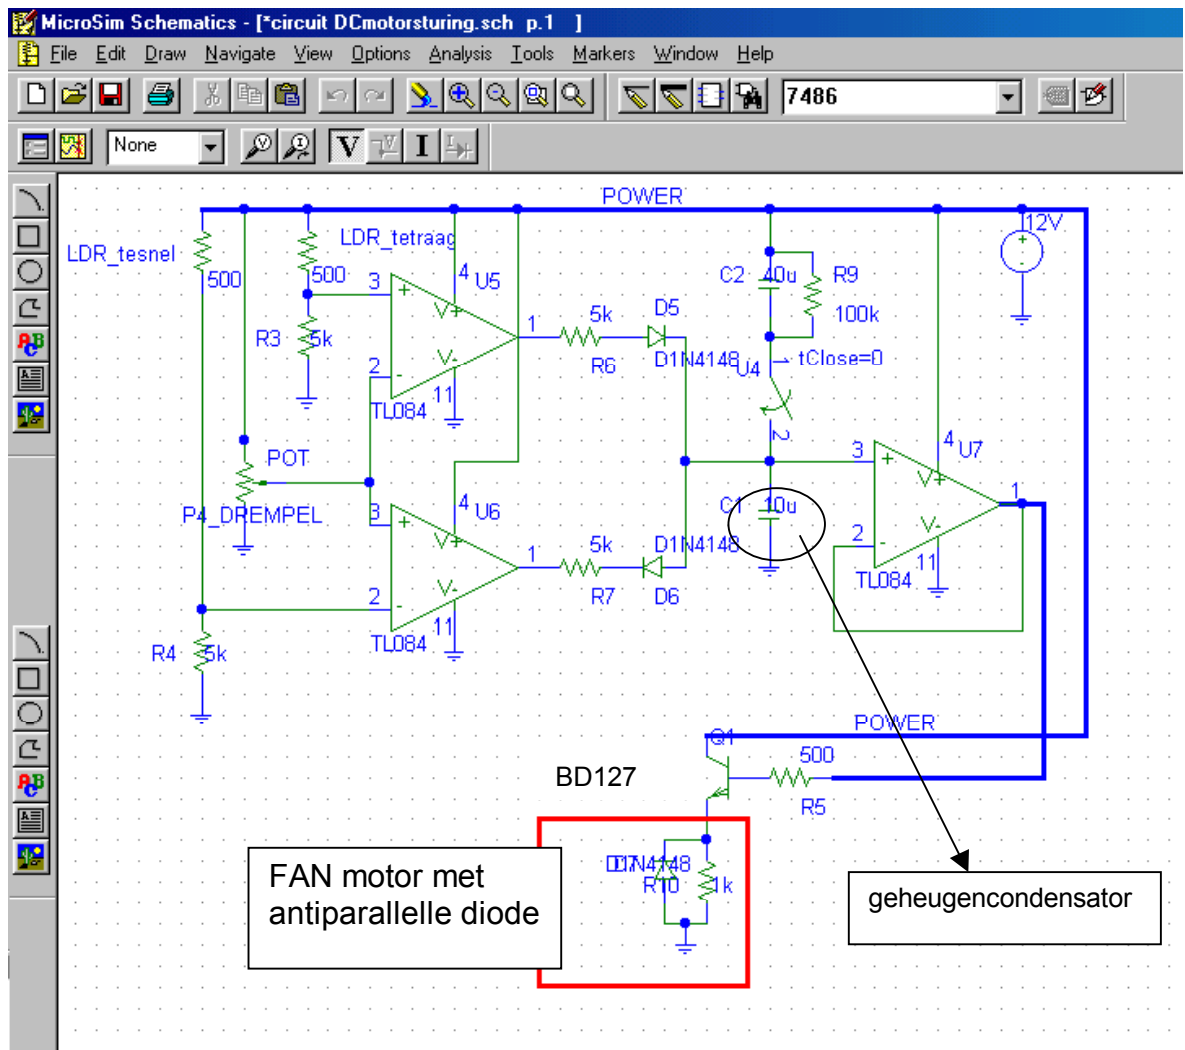 MicroSim Schematics - [*circuit DCmotorsturing.sch p.1 ]
File Edit Draw Navigate View Options Analysis Tools Markers Window Help
7486
None
V I
POWER
12V
LDR_tesnel
500
LDR_tetraag
500
3
4 U5
V+
V-
2
1
11
TL084
R3 5k
5k
R6
D5
D1N4148
C2 40u
R9
100k
U4
1 tClose=0
2
POT
P4_DREMPEL
3
4 U6
V+
V-
2
1
11
TL084
5k
R7
D1N4148
D6
C1 10u
3
4 U7
V+
V-
2
1
11
TL084
R4 5k
POWER
Q1
BD127
500
R5
D7
D1N4148
R10 1k
FAN motor met
antiparallelle diode
geheugencondensator